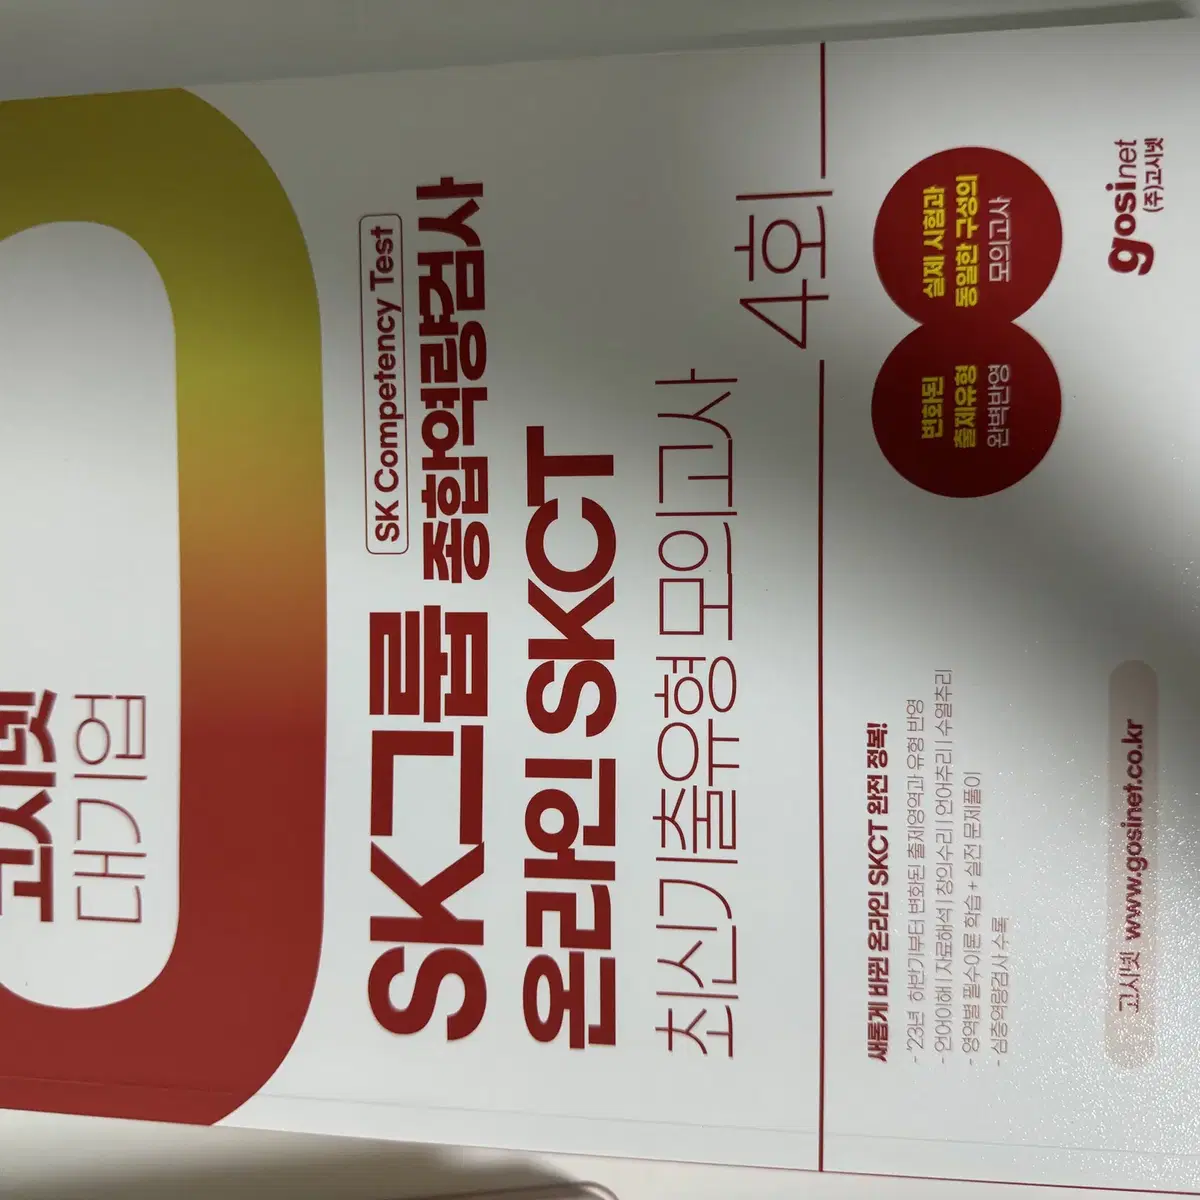 고시넷
대기업
SK Competency Test
SK그룹 종합역량검사
온라인 SKCT
최신기출유형 모의고사
4회
변화된
출제유형
완벽반영
실제 시험과
동일한 구성의
모의고사
새롭게 바뀐 온라인 SKCT 완전 정복!
- '23년 하반기부터 변화된 출제영역과 유형 반영
- 언어이해 | 자료해석 | 창의수리 | 언어추리 | 수열추리
- 영역별 필수이론 학습 + 실전 문제풀이
- 심층역량검사 수록
고시넷 www.gosinet.co.kr
gosinet
(주)고시넷